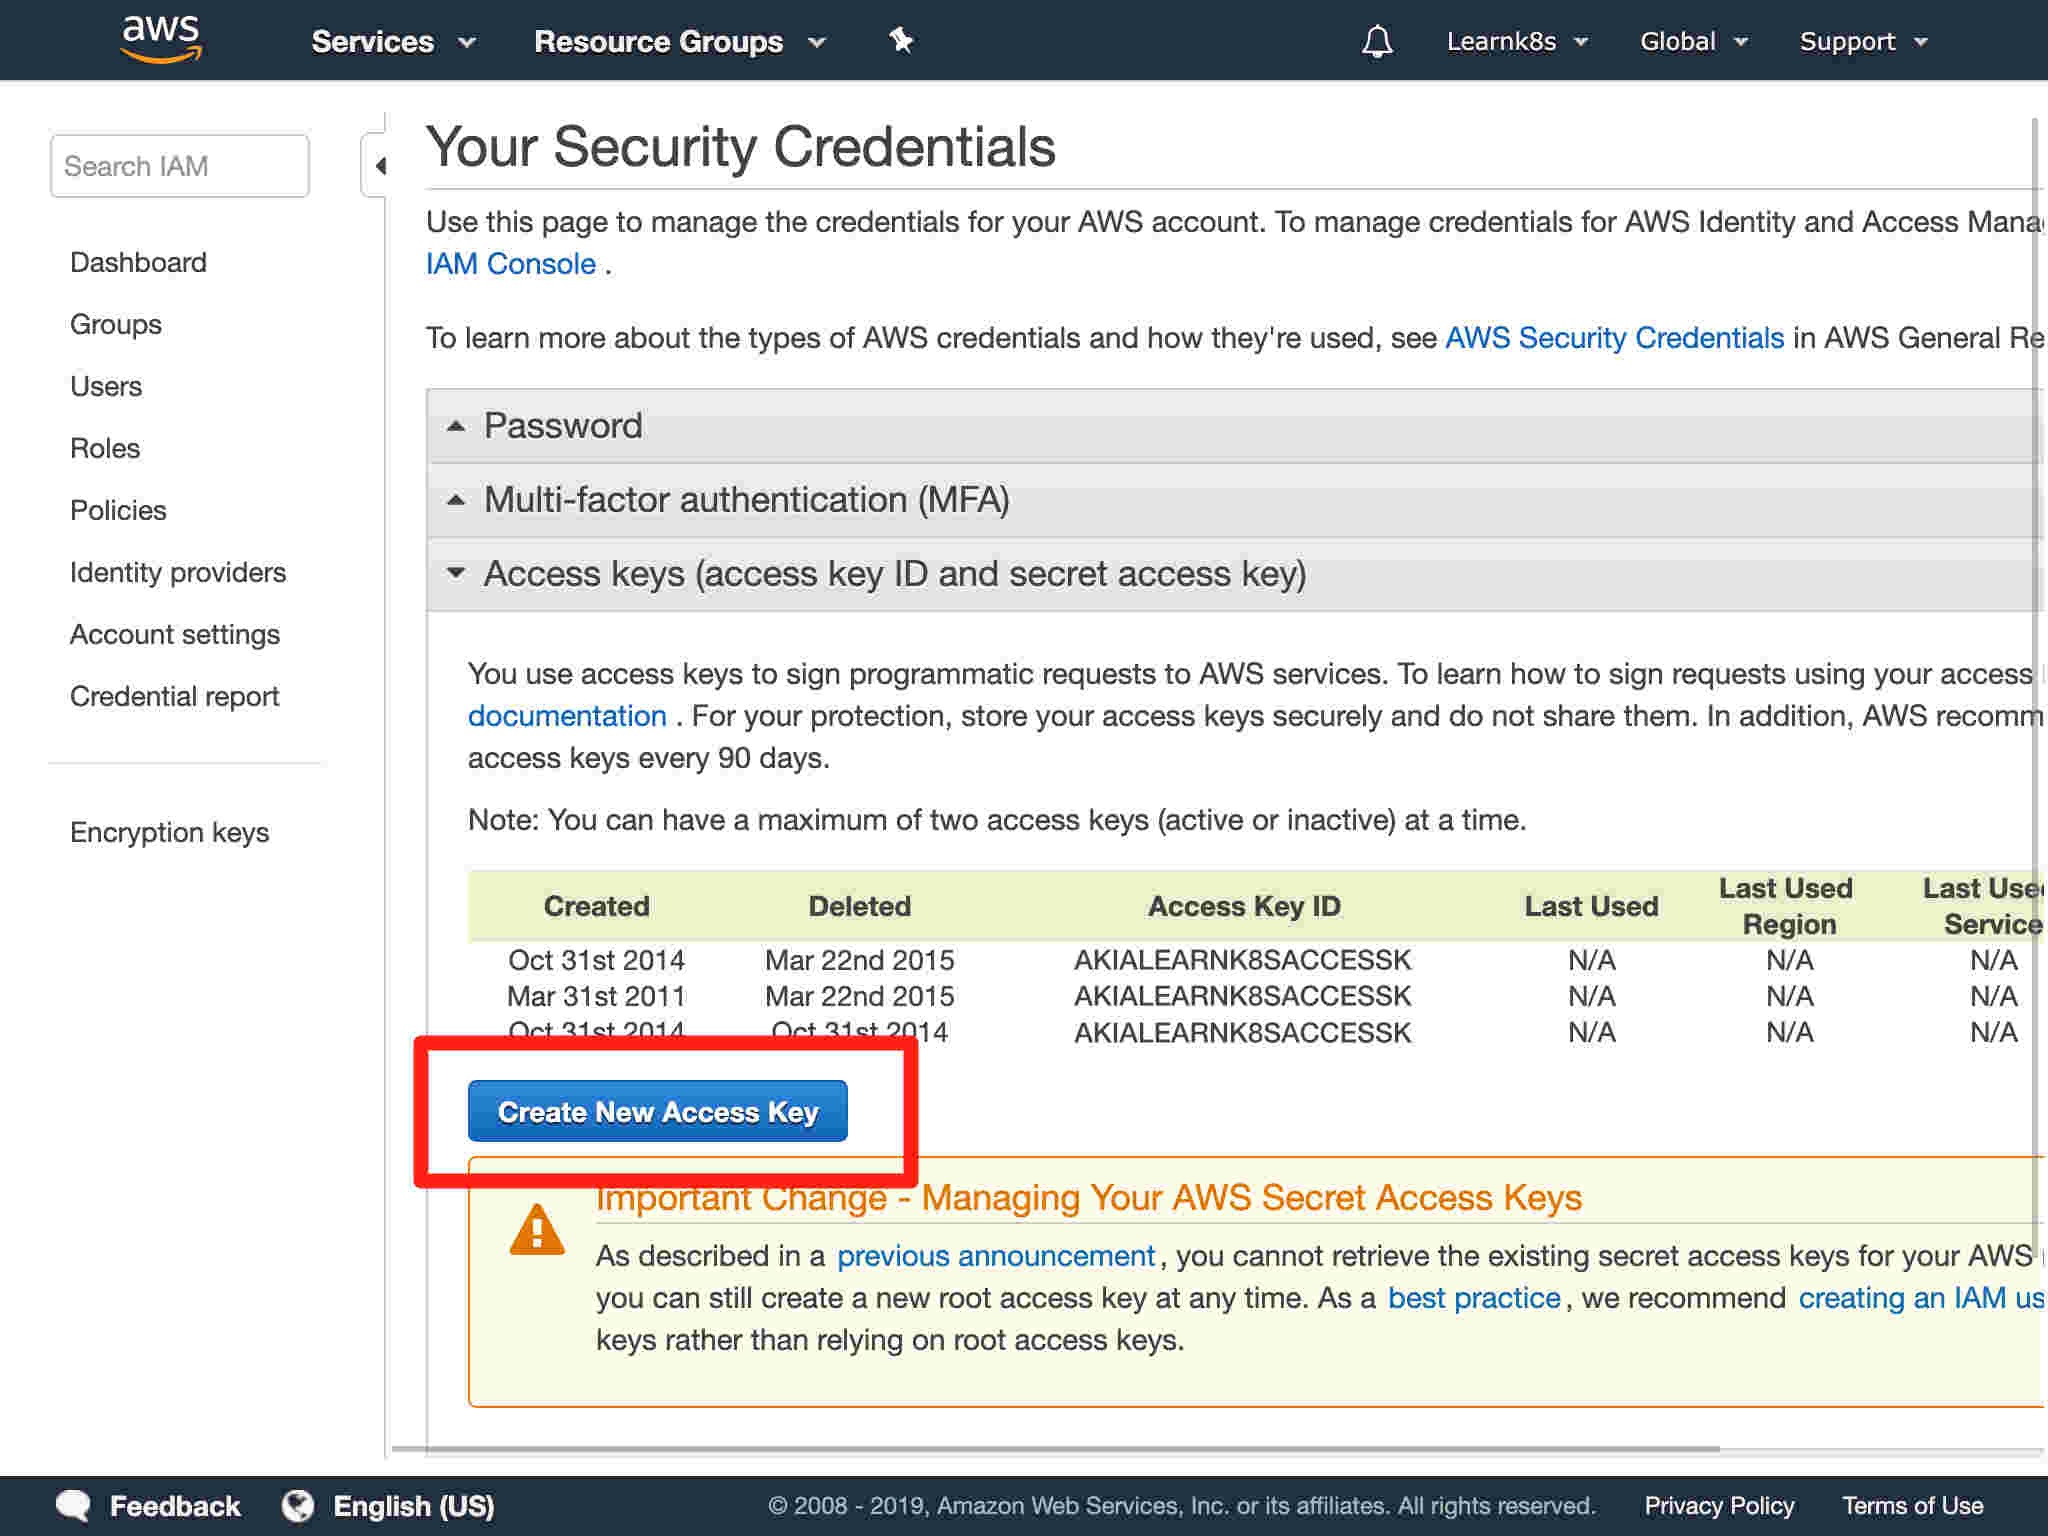 aws Services Resource Groups Learnk8s Global Support
Search IAM
Dashboard
Groups
Users
Roles
Policies
Identity providers
Account settings
Credential report
Encryption keys
Your Security Credentials
Use this page to manage the credentials for your AWS account. To manage credentials for AWS Identity and Access Mana
IAM Console .
To learn more about the types of AWS credentials and how they're used, see AWS Security Credentials in AWS General Re
Password
Multi-factor authentication (MFA)
Access keys (access key ID and secret access key)
You use access keys to sign programmatic requests to AWS services. To learn how to sign requests using your access
documentation . For your protection, store your access keys securely and do not share them. In addition, AWS recomm
access keys every 90 days.
Note: You can have a maximum of two access keys (active or inactive) at a time.
Created Deleted Access Key ID Last Used Last Used Region Last Used Service
Oct 31st 2014 Mar 22nd 2015 AKIALEARNK8SACCESSK N/A N/A N/A
Mar 31st 2011 Mar 22nd 2015 AKIALEARNK8SACCESSK N/A N/A N/A
Oct 31st 2014 Oct 31st 2014 AKIALEARNK8SACCESSK N/A N/A N/A
Create New Access Key
Important Change - Managing Your AWS Secret Access Keys
As described in a previous announcement, you cannot retrieve the existing secret access keys for your AWS
you can still create a new root access key at any time. As a best practice, we recommend creating an IAM us
keys rather than relying on root access keys.
Feedback English (US) © 2008 - 2019, Amazon Web Services, Inc. or its affiliates. All rights reserved. Privacy Policy Terms of Use